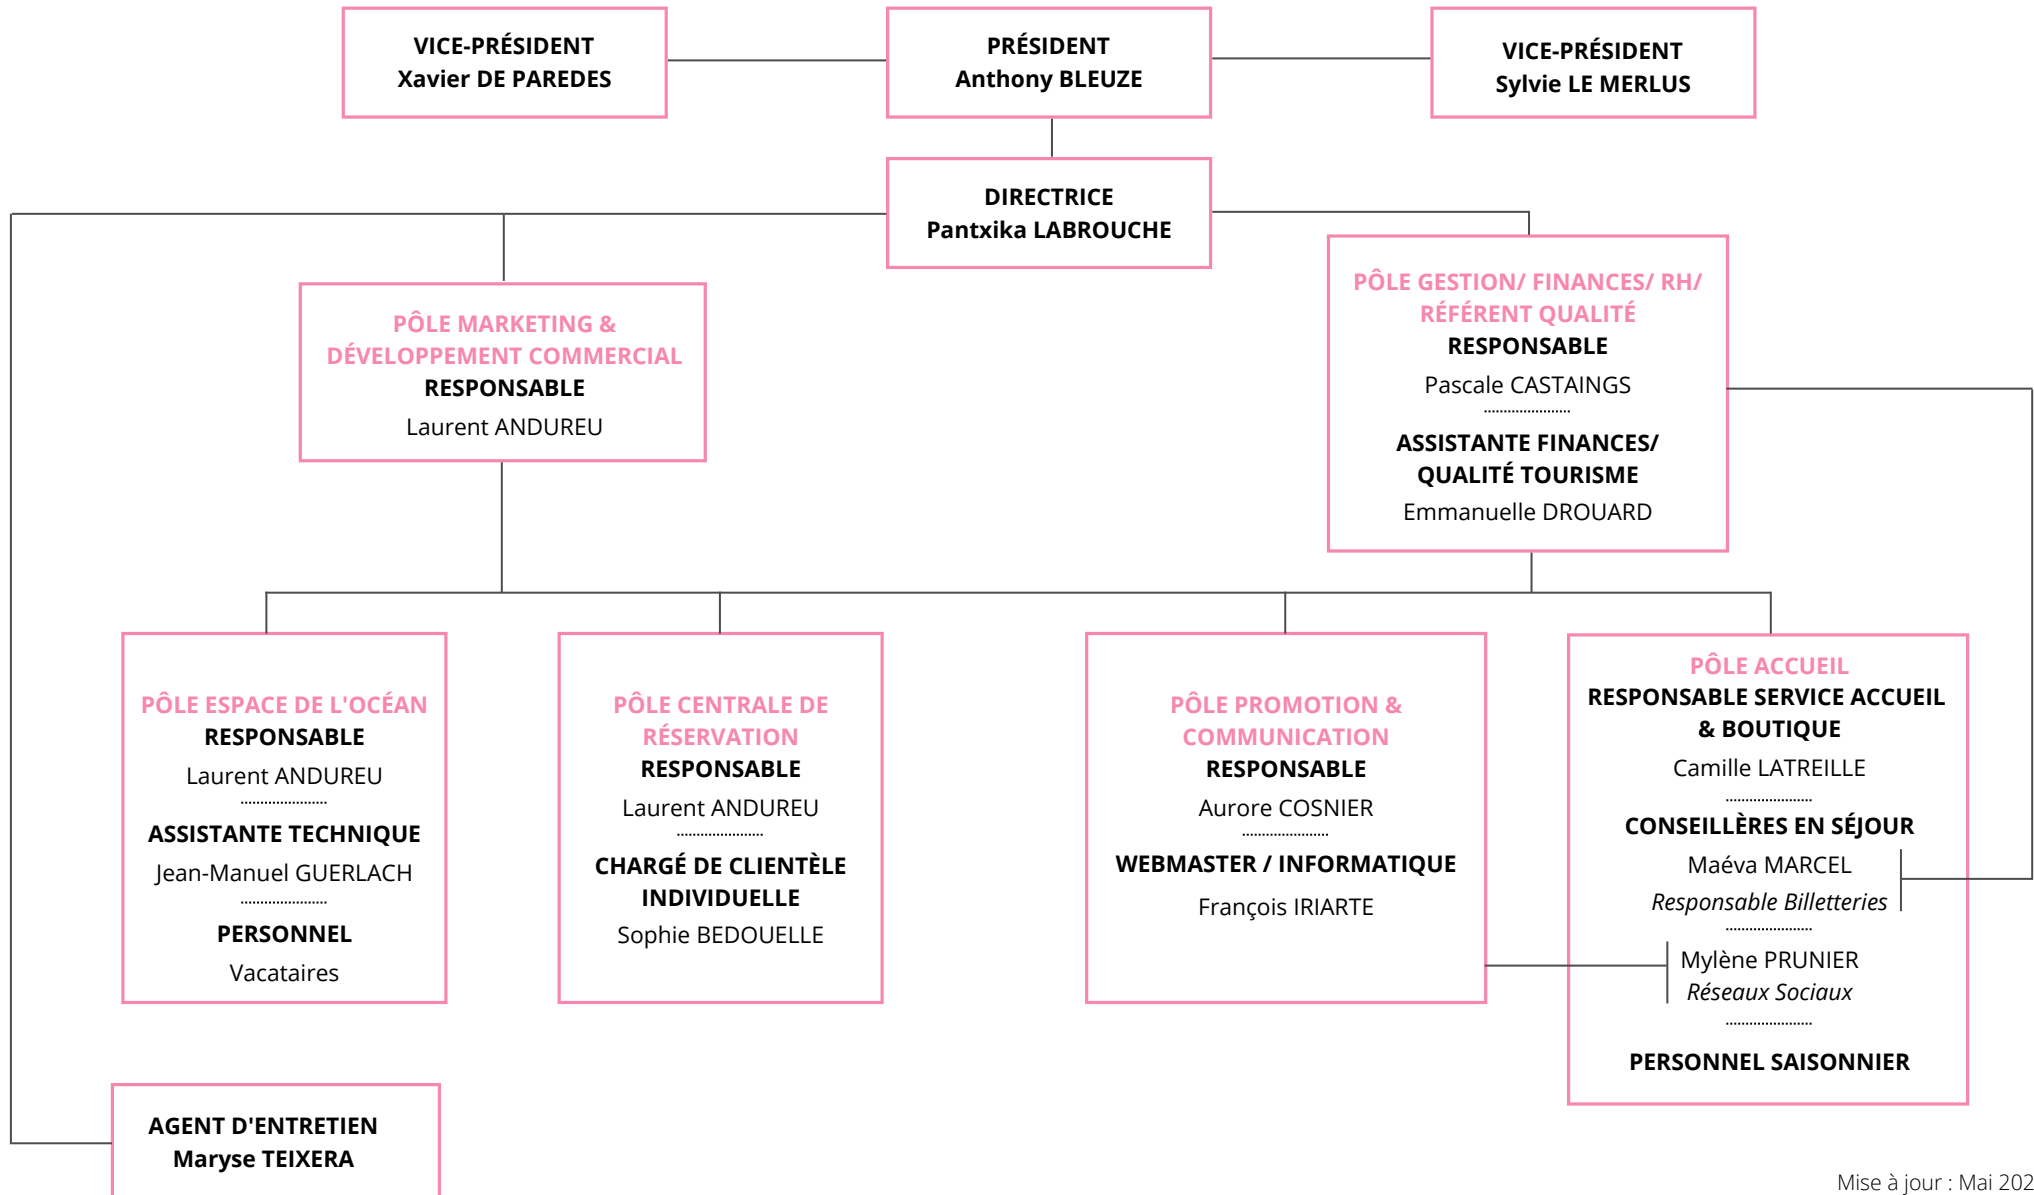 VICE-PRÉSIDENT
Xavier DE PAREDES
PRÉSIDENT
Anthony BLEUZE
VICE-PRÉSIDENT
Sylvie LE MERLUS
DIRECTRICE
Pantxika LABROUCHE
PÔLE MARKETING &
DÉVELOPPEMENT COMMERCIAL
RESPONSABLE
Laurent ANDUREU
PÔLE GESTION/ FINANCES/ RH/
RÉFÉRENT QUALITÉ
RESPONSABLE
Pascale CASTAINGS
ASSISTANTE FINANCES/
QUALITÉ TOURISME
Emmanuelle DROUARD
PÔLE ESPACE DE L'OCÉAN
RESPONSABLE
Laurent ANDUREU
ASSISTANTE TECHNIQUE
Jean-Manuel GUERLACH
PERSONNEL
Vacataires
PÔLE CENTRALE DE
RÉSERVATION
RESPONSABLE
Laurent ANDUREU
CHARGÉ DE CLIENTÈLE
INDIVIDUELLE
Sophie BEDOUELLE
PÔLE PROMOTION &
COMMUNICATION
RESPONSABLE
Aurore COSNIER
WEBMASTER / INFORMATIQUE
François IRIARTE
PÔLE ACCUEIL
RESPONSABLE SERVICE ACCUEIL
& BOUTIQUE
Camille LATREILLE
CONSEILLÈRES EN SÉJOUR
Maéva MARCEL
Responsable Billetteries
Mylène PRUNIER
Réseaux Sociaux
PERSONNEL SAISONNIER
AGENT D'ENTRETIEN
Maryse TEIXERA
Mise à jour : Mai 202